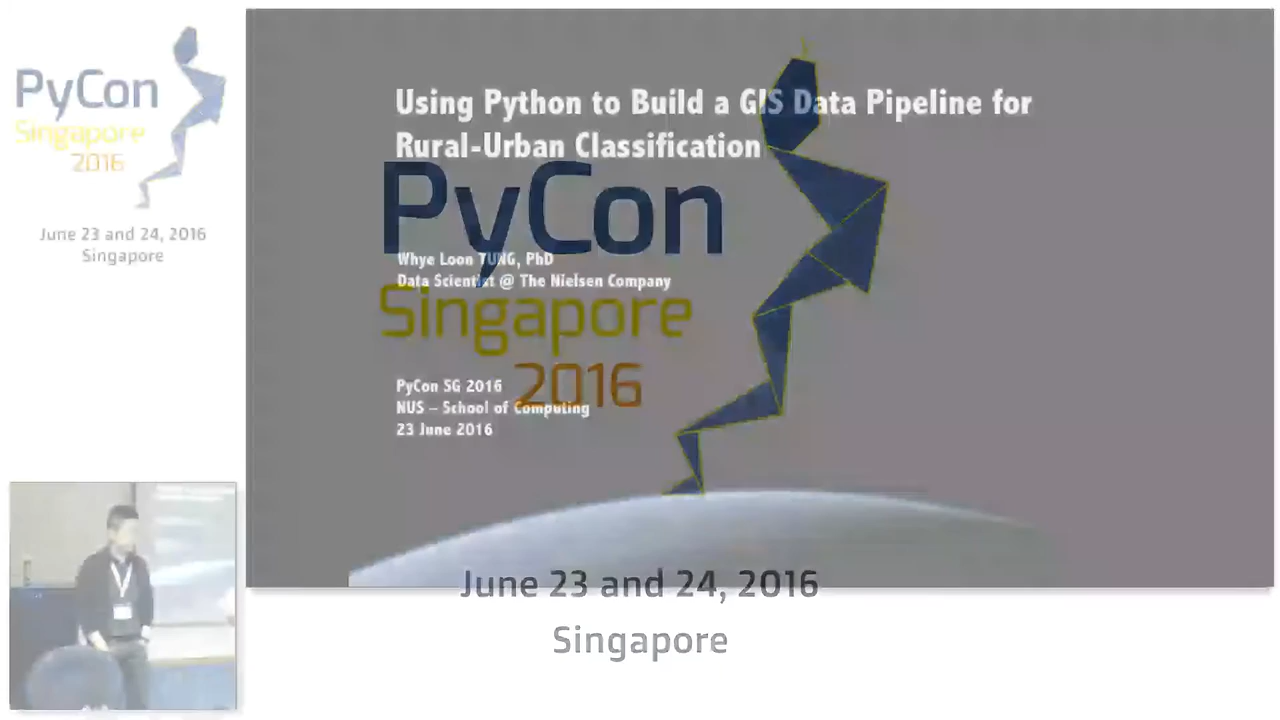 PyCon
Singapore
2016
June 23 and 24, 2016
Singapore
Using Python to Build a GIS Data Pipeline for
Rural-Urban Classification
PyCon
Whye Loon TUNG, PhD
Data Scientist @ The Nielsen Company
Singapore
2016
PyCon SG 2016
NUS – School of Computing
23 June 2016
June 23 and 24, 2016
Singapore